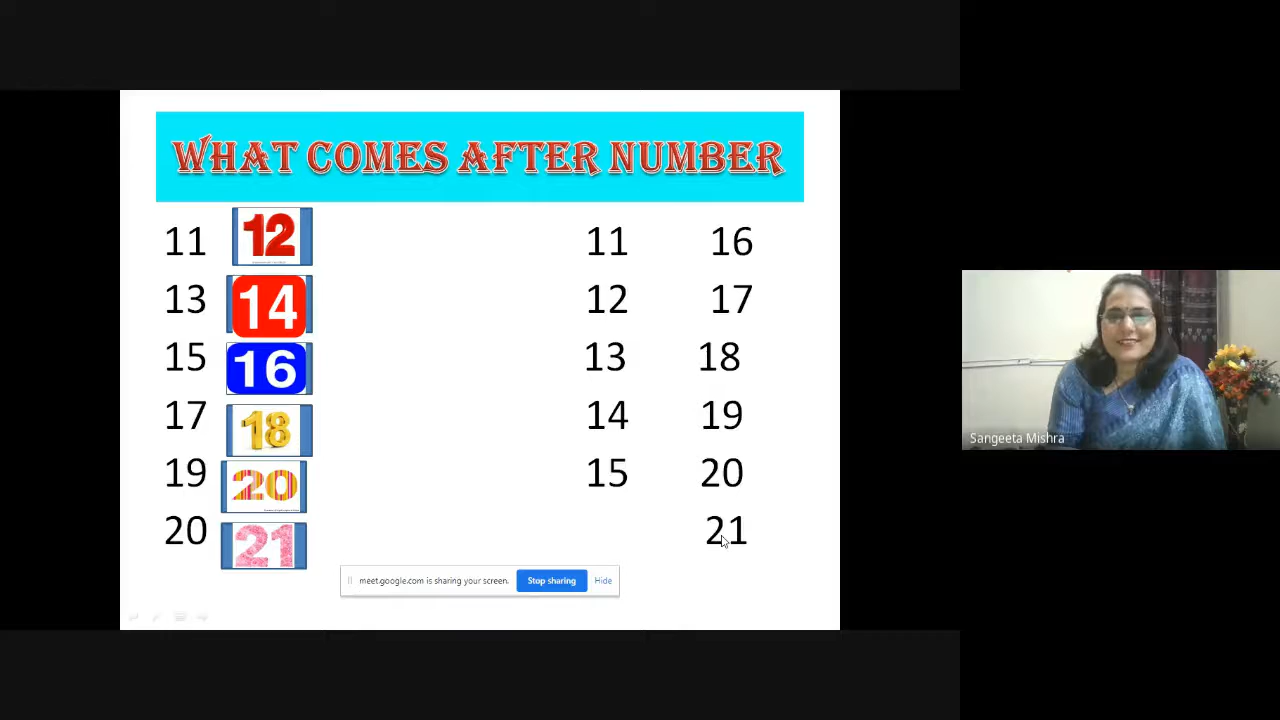 WHAT COMES AFTER NUMBER
11 12 11 16
13 14 12 17
15 16 13 18
17 18 14 19
19 20 15 20
20 21 21
meet.google.com is sharing your screen. Stop sharing Hide
Sangeeta Mishra